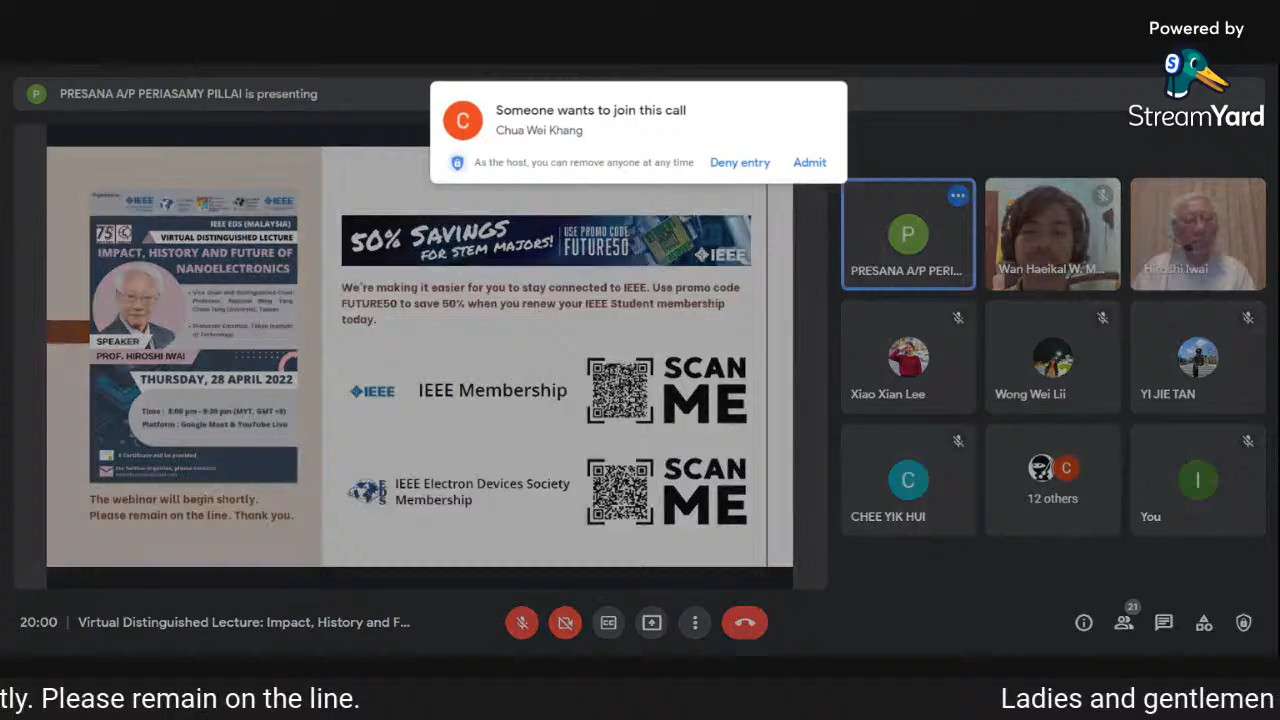 Powered by
StreamYard
P
PRESANA A/P PERIASAMY PILLAI is presenting
C
Someone wants to join this call
Chua Wei Khang
As the host, you can remove anyone at any time
Deny entry
Admit
IEEE
IEEE
IEEE EDS (MALAYSIA)
75
VIRTUAL DISTINGUISHED LECTURE
IMPACT, HISTORY AND FUTURE OF
NANOELECTRONICS
SPEAKER
PROF. HIROSHI IWAI
THURSDAY, 28 APRIL 2022
Platform : Google Meet & YouTube Live
E Certificate will be provided
The webinar will begin shortly.
Please remain on the line. Thank you.
50% SAVINGS
FOR STEM MAJORS!
USE PROMO CODE
FUTURE50
IEEE
We're making it easier for you to stay connected to IEEE. Use promo code
FUTURE50 to save 50% when you renew your IEEE Student membership
today.
IEEE
IEEE Membership
SCAN
ME
EDS
IEEE Electron Devices Society
Membership
SCAN
ME
P
PRESANA A/P PERI...
Wan Haeikal W. M...
Hiroshi Iwai
Xiao Xian Lee
Wong Wei Lii
YI JIE TAN
C
CHEE YIK HUI
C
12 others
I
You
20:00
Virtual Distinguished Lecture: Impact, History and F...
21
tly. Please remain on the line.
Ladies and gentlemen